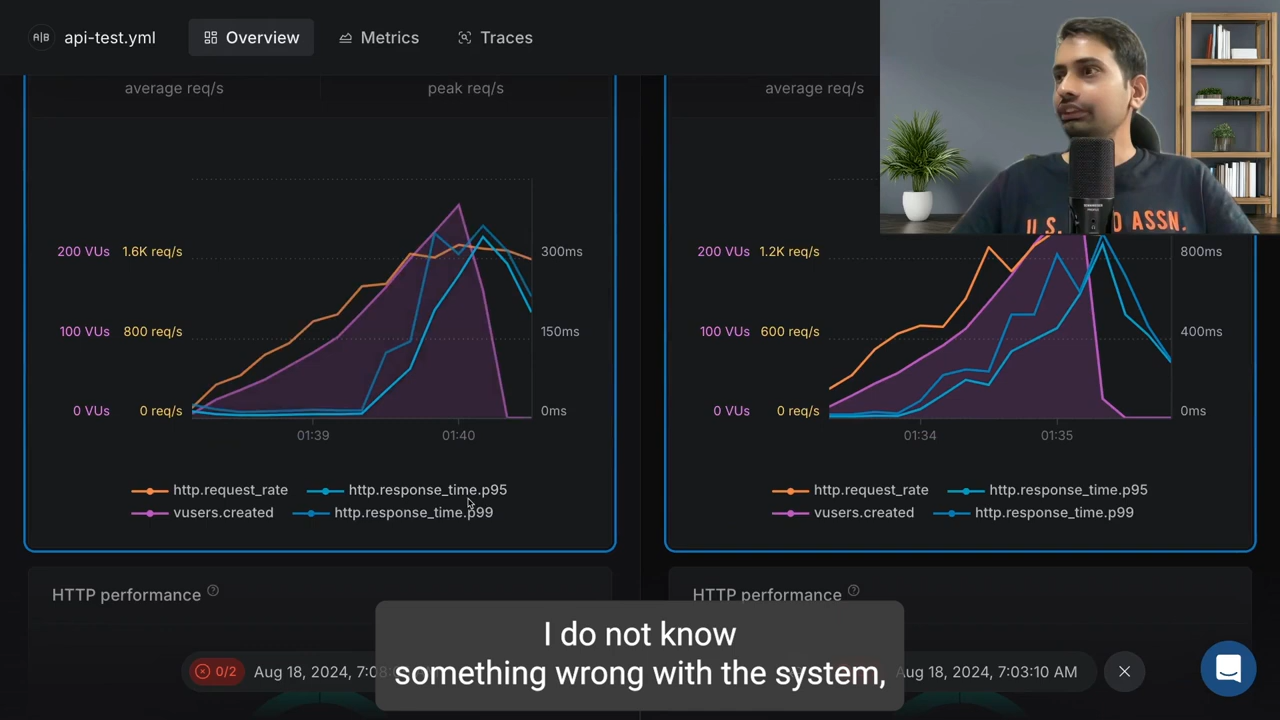 A|B api-test.yml Overview Metrics Traces
average req/s peak req/s
200 VUs 1.6K req/s 300ms
100 VUs 800 req/s 150ms
0 VUs 0 req/s 0ms
01:39 01:40
http.request_rate http.response_time.p95
vusers.created http.response_time.p99
average req/s
200 VUs 1.2K req/s 800ms
100 VUs 600 req/s 400ms
0 VUs 0 req/s 0ms
01:34 01:35
http.request_rate http.response_time.p95
vusers.created http.response_time.p99
U.S. ASSN.
HTTP performance ?
HTTP performance ?
0/2 Aug 18, 2024,
Aug 18, 2024, 7:03:10 AM
I do not know
something wrong with the system,